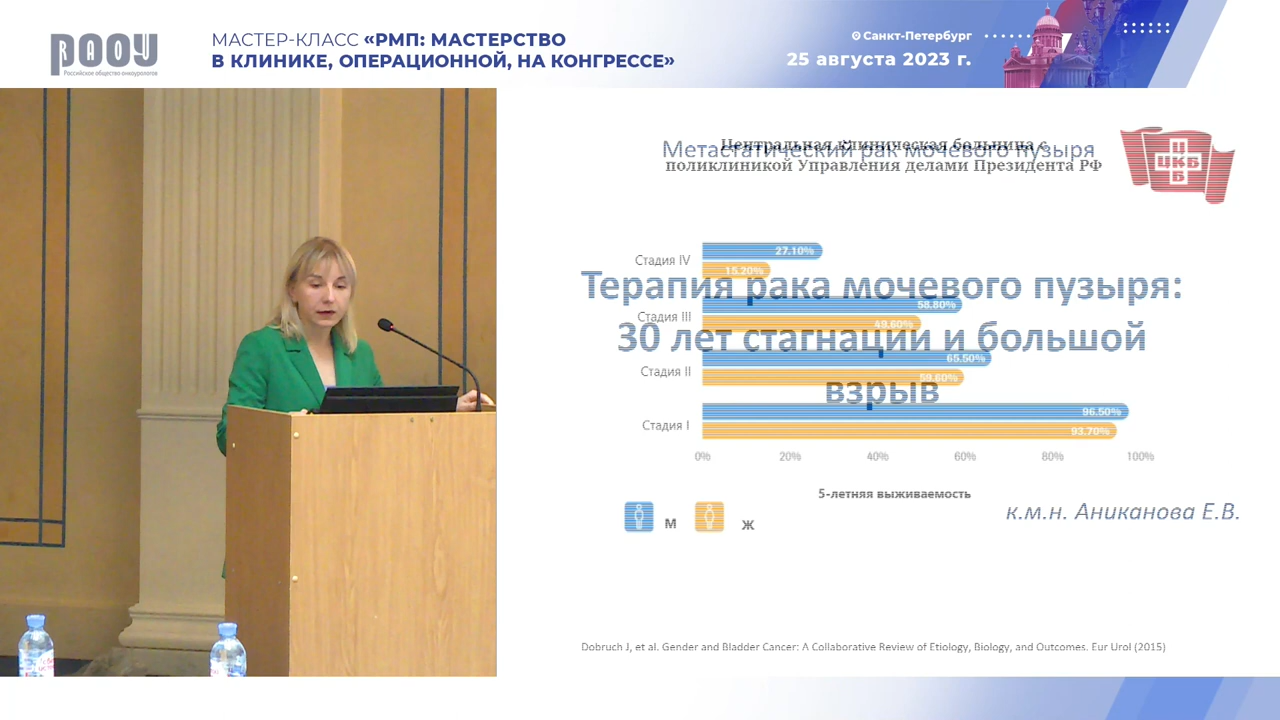 РАОУ
Российское общество онкоурологов
МАСТЕР-КЛАСС «РМП: МАСТЕРСТВО
В КЛИНИКЕ, ОПЕРАЦИОННОЙ, НА КОНГРЕССЕ»
Санкт-Петербург
25 августа 2023 г.
Метастатический рак мочевого пузыря
Центральная клиническая больница с
поликлиникой Управления делами Президента РФ
ЦКБ
Терапия рака мочевого пузыря:
30 лет стагнации и большой
взрыв
Стадия IV
27.10%
15.20%
Стадия III
58.80%
49.60%
Стадия II
65.50%
59.60%
Стадия I
96.50%
93.70%
0% 20% 40% 60% 80% 100%
5-летняя выживаемость
м ж
к.м.н. Аниканова Е.В.
Dobruch J, et al. Gender and Bladder Cancer: A Collaborative Review of Etiology, Biology, and Outcomes. Eur Urol (2015)